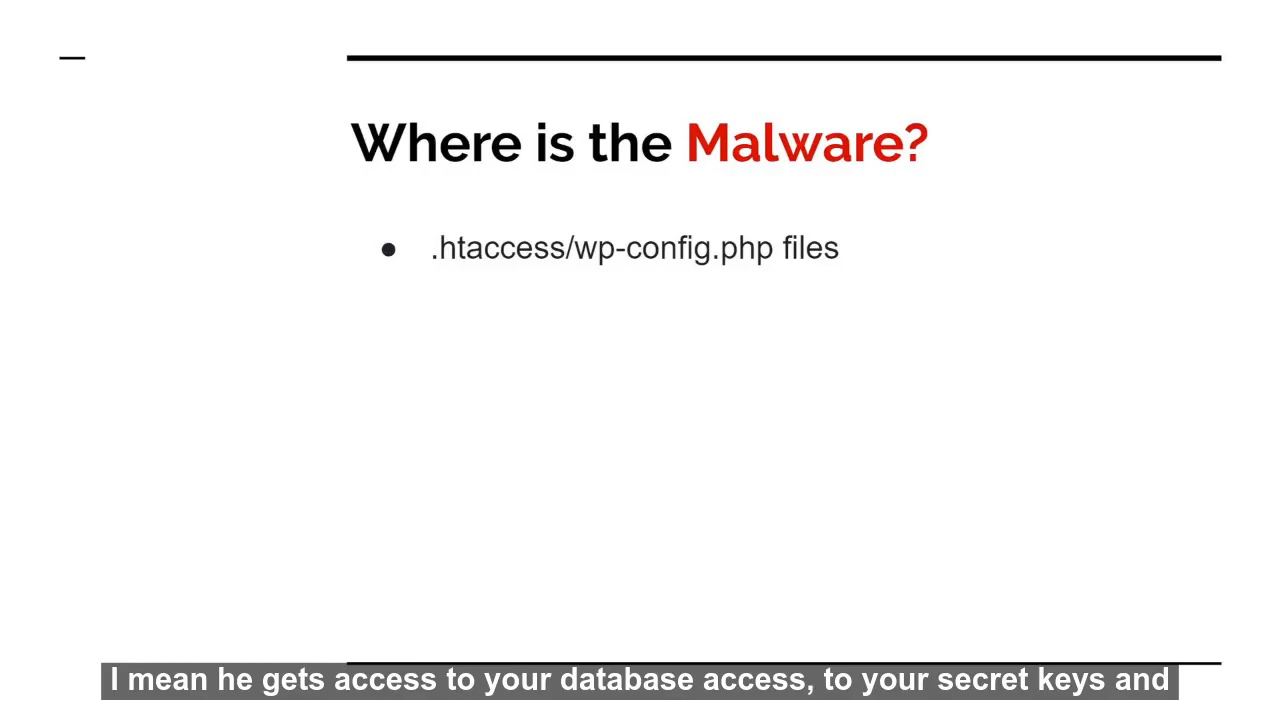 Where is the Malware?
● .htaccess/wp-config.php files
I mean he gets access to your database access, to your secret keys and